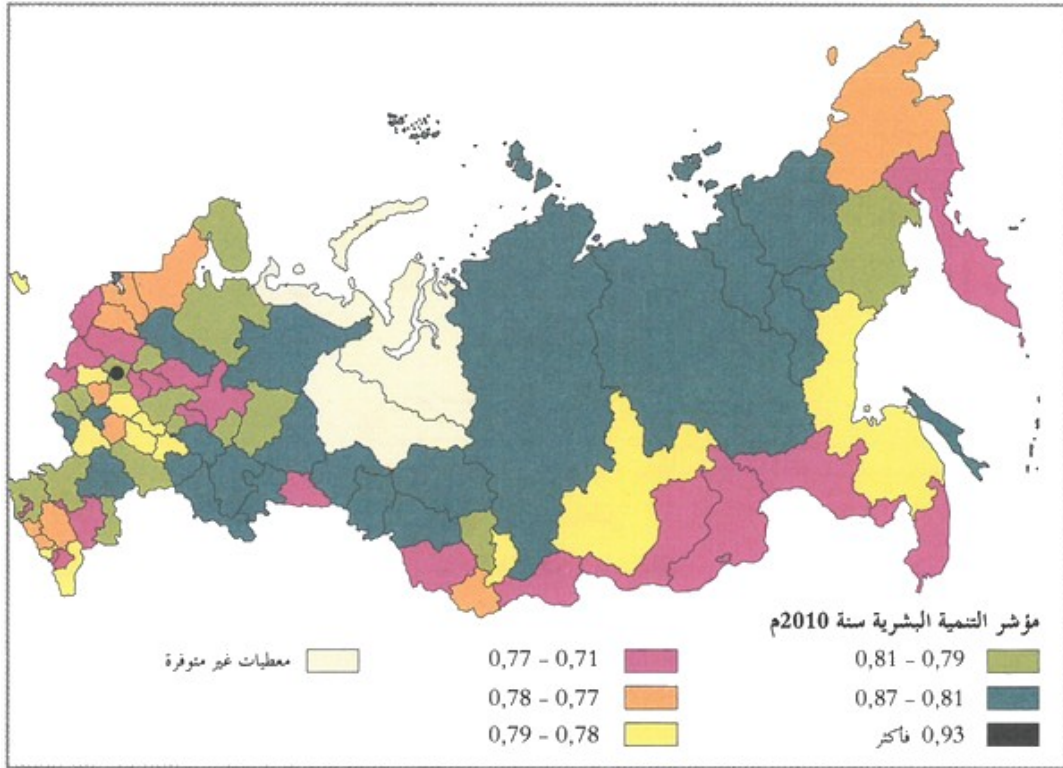 مؤشر التنمية البشرية سنة 2010م
0,81 – 0,79
0,87 – 0,81
0,93 فأكثر
0,77 – 0,71
0,78 – 0,77
0,79 – 0,78
معطيات غير متوفرة